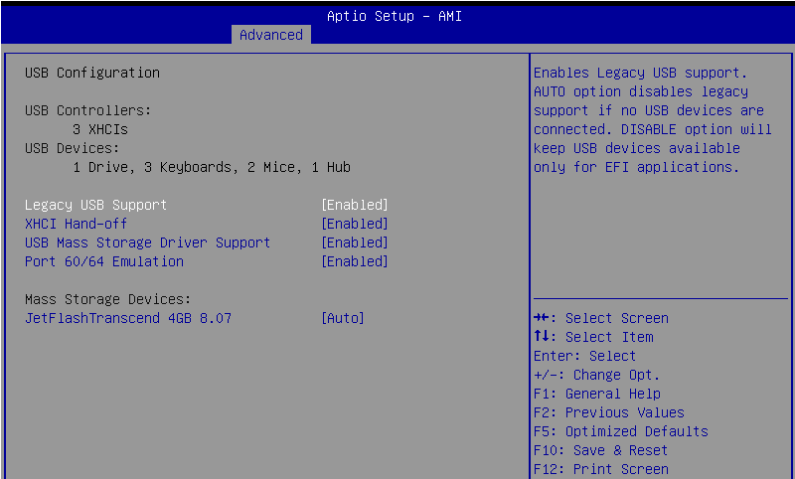 Aptio Setup – AMI
Advanced
USB Configuration
USB Controllers:
3 XHCIs
USB Devices:
1 Drive, 3 Keyboards, 2 Mice, 1 Hub
Legacy USB Support [Enabled]
XHCI Hand-off [Enabled]
USB Mass Storage Driver Support [Enabled]
Port 60/64 Emulation [Enabled]
Mass Storage Devices:
JetFlashTranscend 4GB 8.07 [Auto]
Enables Legacy USB support.
AUTO option disables legacy
support if no USB devices are
connected. DISABLE option will
keep USB devices available
only for EFI applications.
→←: Select Screen
↑↓: Select Item
Enter: Select
+/-: Change Opt.
F1: General Help
F2: Previous Values
F5: Optimized Defaults
F10: Save & Reset
F12: Print Screen